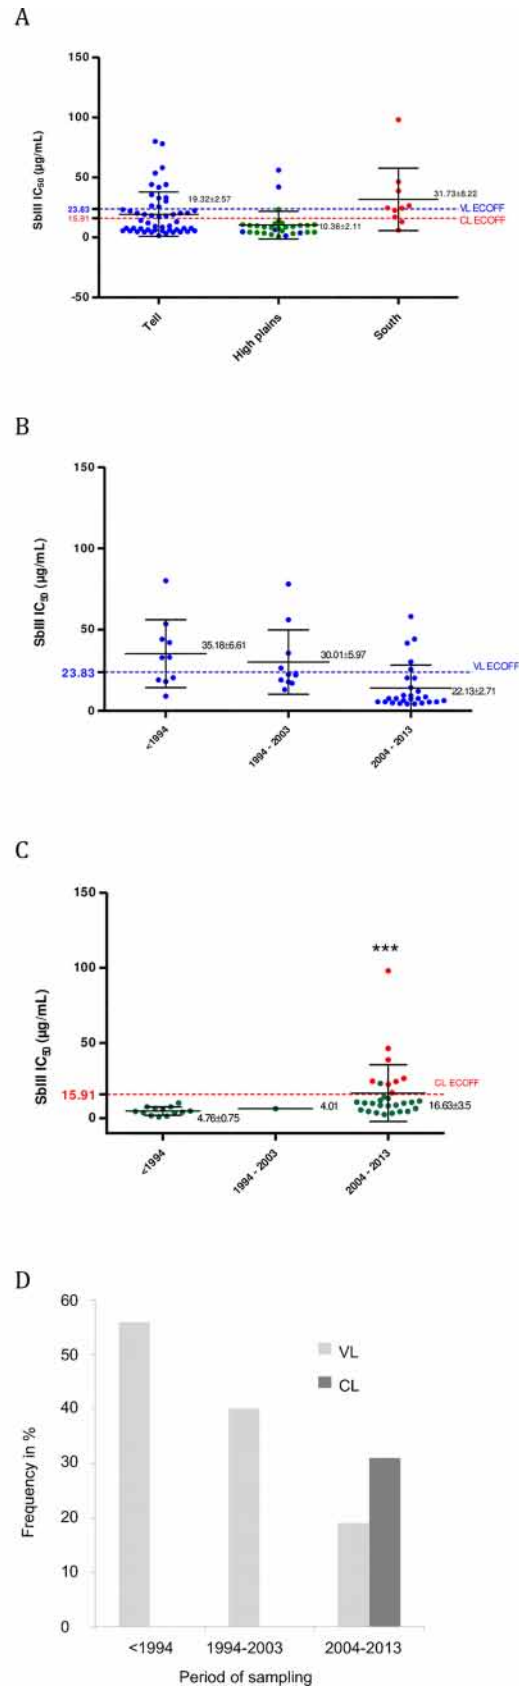 A
150
100
50
23.83
15.91
0
-50
SbIII IC50 (µg/mL)
19.32±2.57
10.36±2.11
31.73±8.22
VL ECOFF
CL ECOFF
Tell
High plains
South
B
150
100
50
23.83
0
SbIII IC50 (µg/mL)
35.18±6.61
30.01±5.97
22.13±2.71
VL ECOFF
<1994
1994 - 2003
2004 - 2013
C
150
100
50
15.91
0
SbIII IC50 (µg/mL)
***
CL ECOFF
4.76±0.75
4.01
16.63±3.5
<1994
1994 - 2003
2004 - 2013
D
60
50
40
30
20
10
0
Frequency in %
VL
CL
<1994
1994-2003
2004-2013
Period of sampling